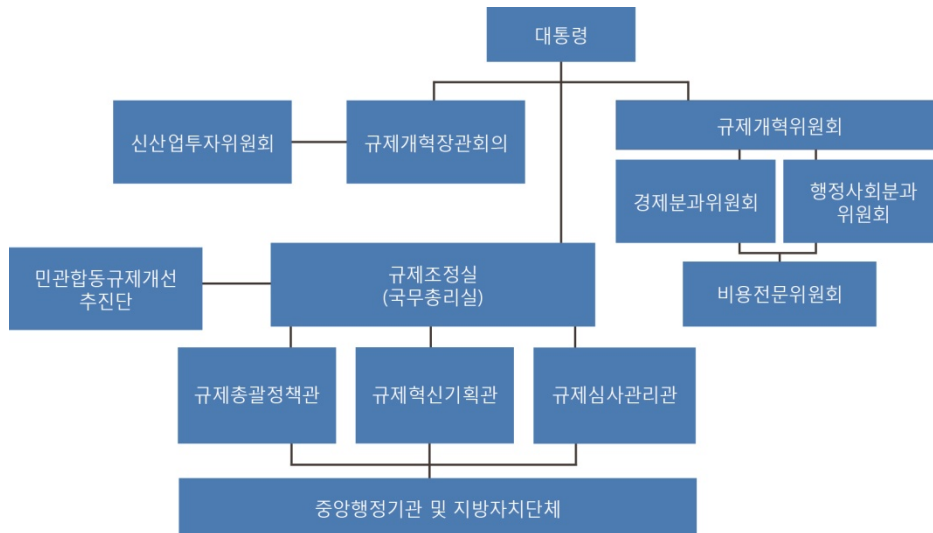 대통령
신산업투자위원회
규제개혁장관회의
규제개혁위원회
경제분과위원회
행정사회분과
위원회
비용전문위원회
민관합동규제개선
추진단
규제조정실
(국무총리실)
규제총괄정책관
규제혁신기획관
규제심사관리관
중앙행정기관 및 지방자치단체